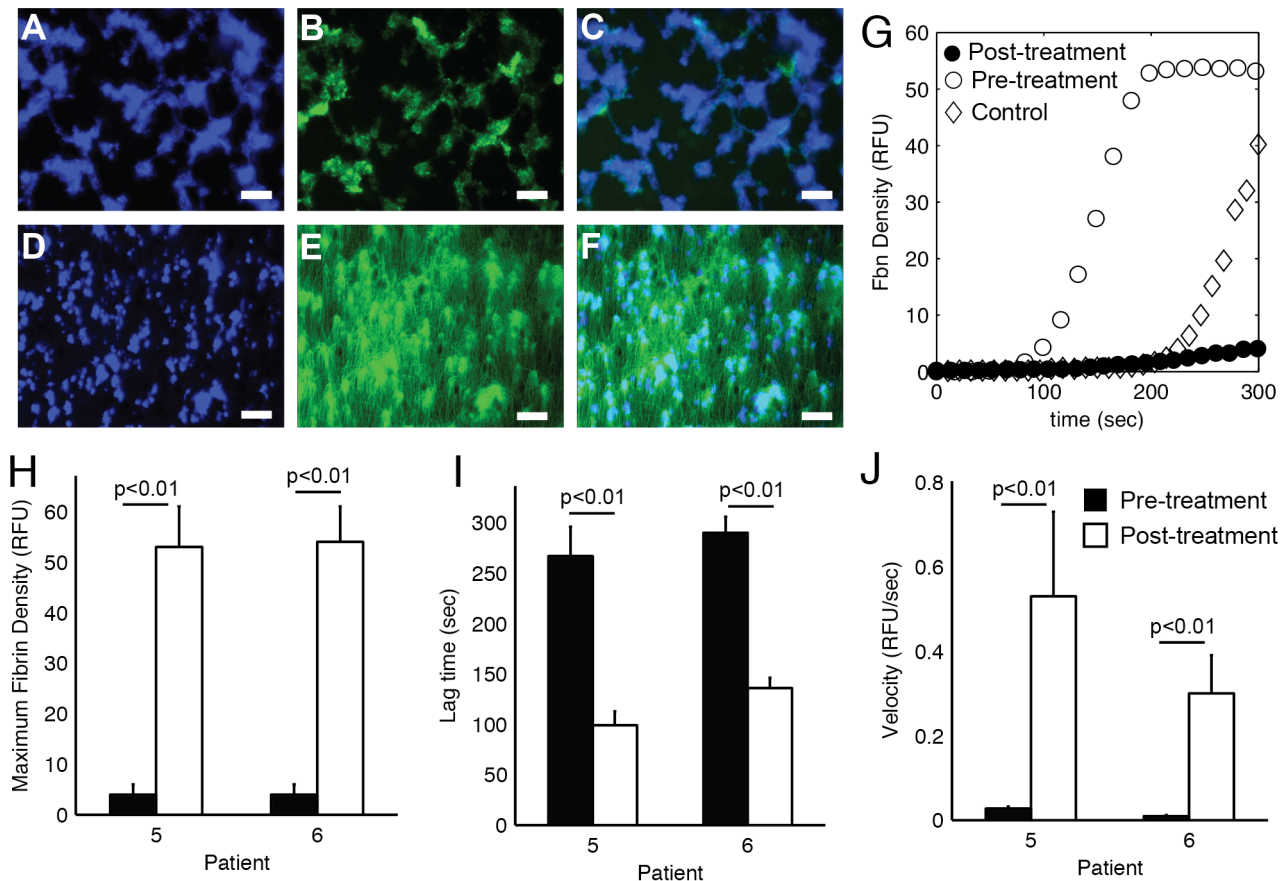 A
B
C
D
E
F
G
Post-treatment
Pre-treatment
Control
Fbn Density (RFU)
60
50
40
30
20
10
0
0
100
200
300
time (sec)
H
p<0.01
p<0.01
Maximum Fibrin Density (RFU)
60
50
40
30
20
10
0
5
6
Patient
I
p<0.01
p<0.01
Lag time (sec)
300
250
200
150
100
50
0
5
6
Patient
J
p<0.01
p<0.01
Pre-treatment
Post-treatment
Velocity (RFU/sec)
0.8
0.6
0.4
0.2
0
5
6
Patient